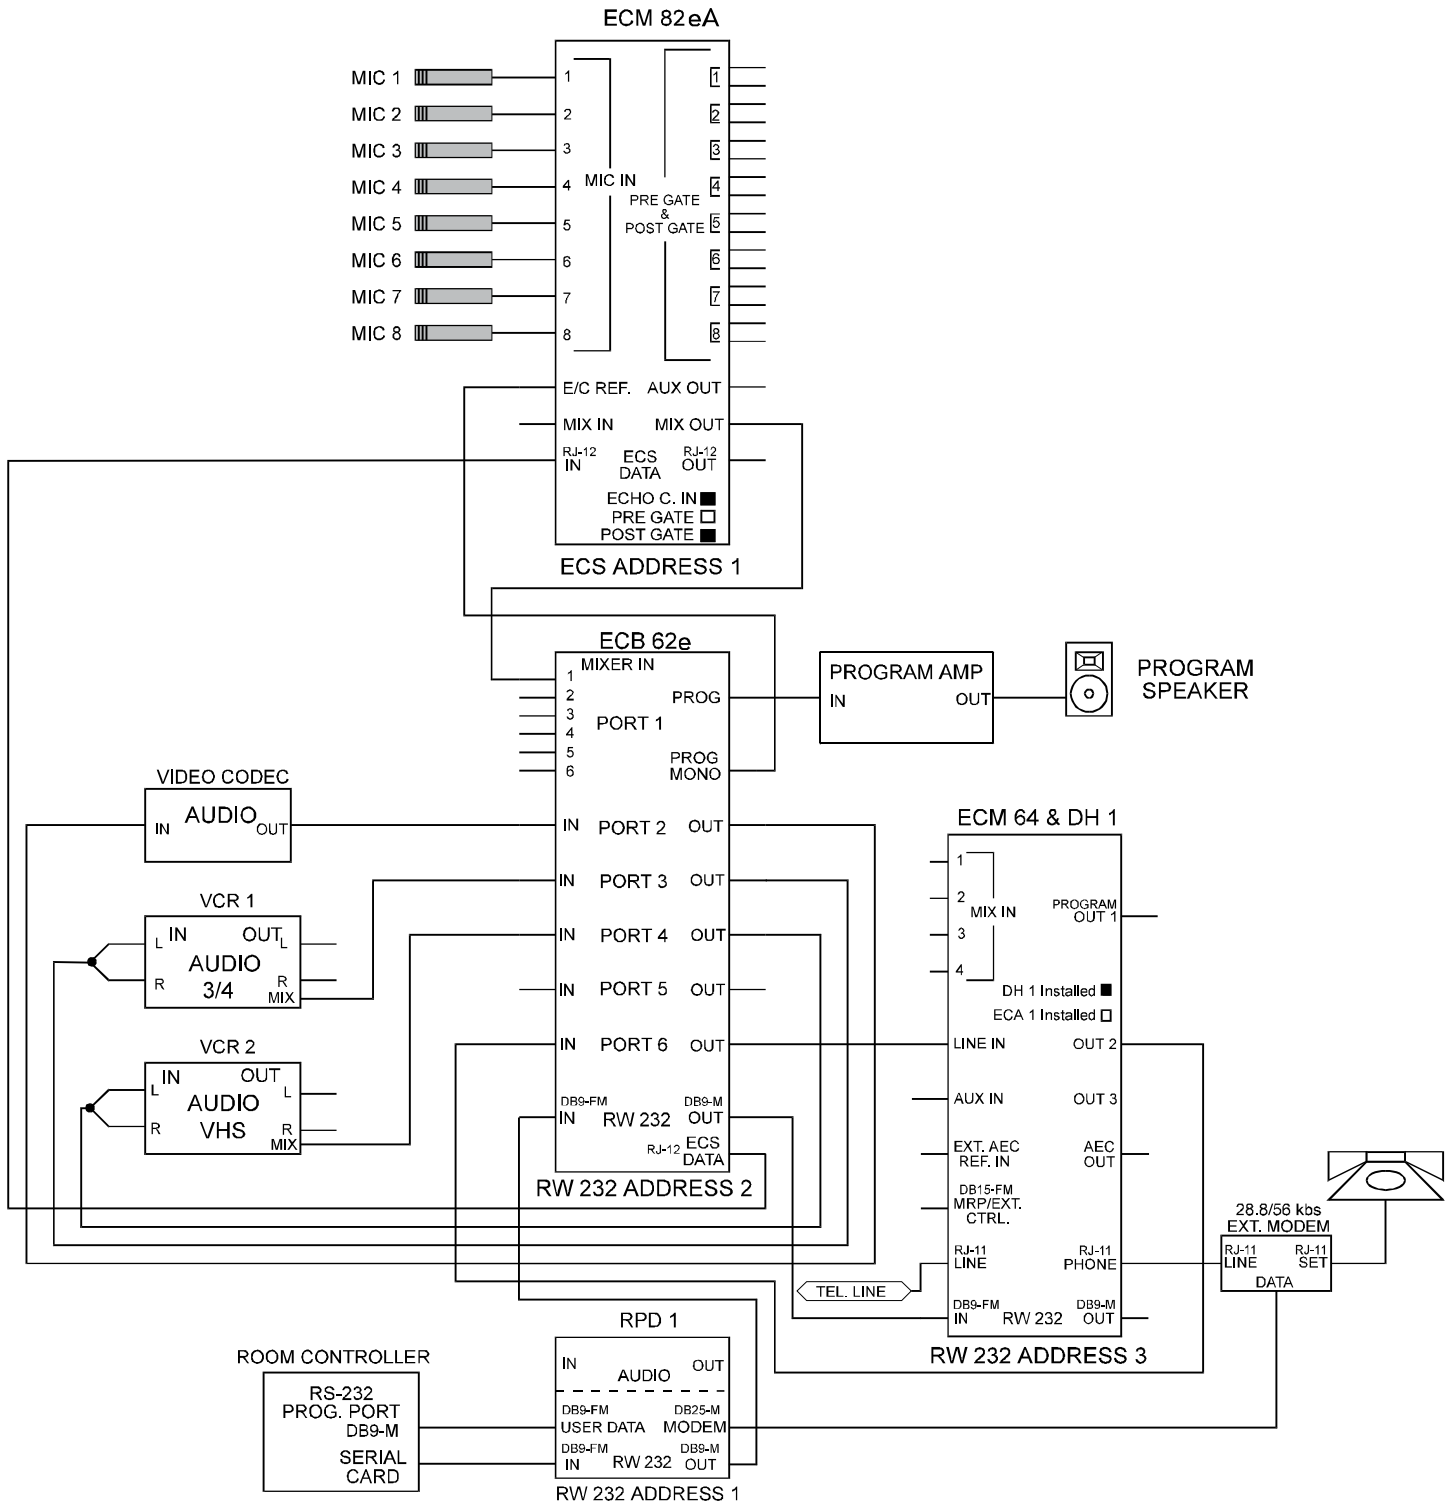 ECM 82eA
MIC 1
MIC 2
MIC 3
MIC 4
MIC 5
MIC 6
MIC 7
MIC 8
1
2
3
4
5
6
7
8
MIC IN
PRE GATE
&
POST GATE
1
2
3
4
5
6
7
8
E/C REF.
AUX OUT
MIX IN
MIX OUT
RJ-12
IN
ECS
DATA
RJ-12
OUT
ECHO C. IN
PRE GATE
POST GATE
ECS ADDRESS 1
ECB 62e
MIXER IN
1
2
3
4
5
6
PORT 1
PROG
PROG
MONO
PROGRAM AMP
IN
OUT
PROGRAM
SPEAKER
VIDEO CODEC
AUDIO
IN
OUT
IN
PORT 2
OUT
IN
PORT 3
OUT
IN
PORT 4
OUT
IN
PORT 5
OUT
IN
PORT 6
OUT
DB9-FM
IN
RW 232
DB9-M
OUT
RJ-12
ECS
DATA
RW 232 ADDRESS 2
VCR 1
IN
OUT
L
L
AUDIO
3/4
R
R
MIX
VCR 2
IN
OUT
L
L
AUDIO
VHS
R
R
MIX
ECM 64 & DH 1
1
2
3
4
MIX IN
PROGRAM
OUT 1
DH 1 Installed
ECA 1 Installed
LINE IN
OUT 2
AUX IN
OUT 3
EXT. AEC
REF. IN
AEC
OUT
DB15-FM
MRP/EXT.
CTRL.
RJ-11
LINE
RJ-11
PHONE
TEL. LINE
DB9-FM
IN
RW 232
DB9-M
OUT
RW 232 ADDRESS 3
28.8/56 kbs
EXT. MODEM
RJ-11
LINE
RJ-11
SET
DATA
RPD 1
IN
AUDIO
OUT
DB9-FM
USER DATA
DB25-M
MODEM
DB9-FM
IN
RW 232
DB9-M
OUT
RW 232 ADDRESS 1
ROOM CONTROLLER
RS-232
PROG. PORT
DB9-M
SERIAL
CARD